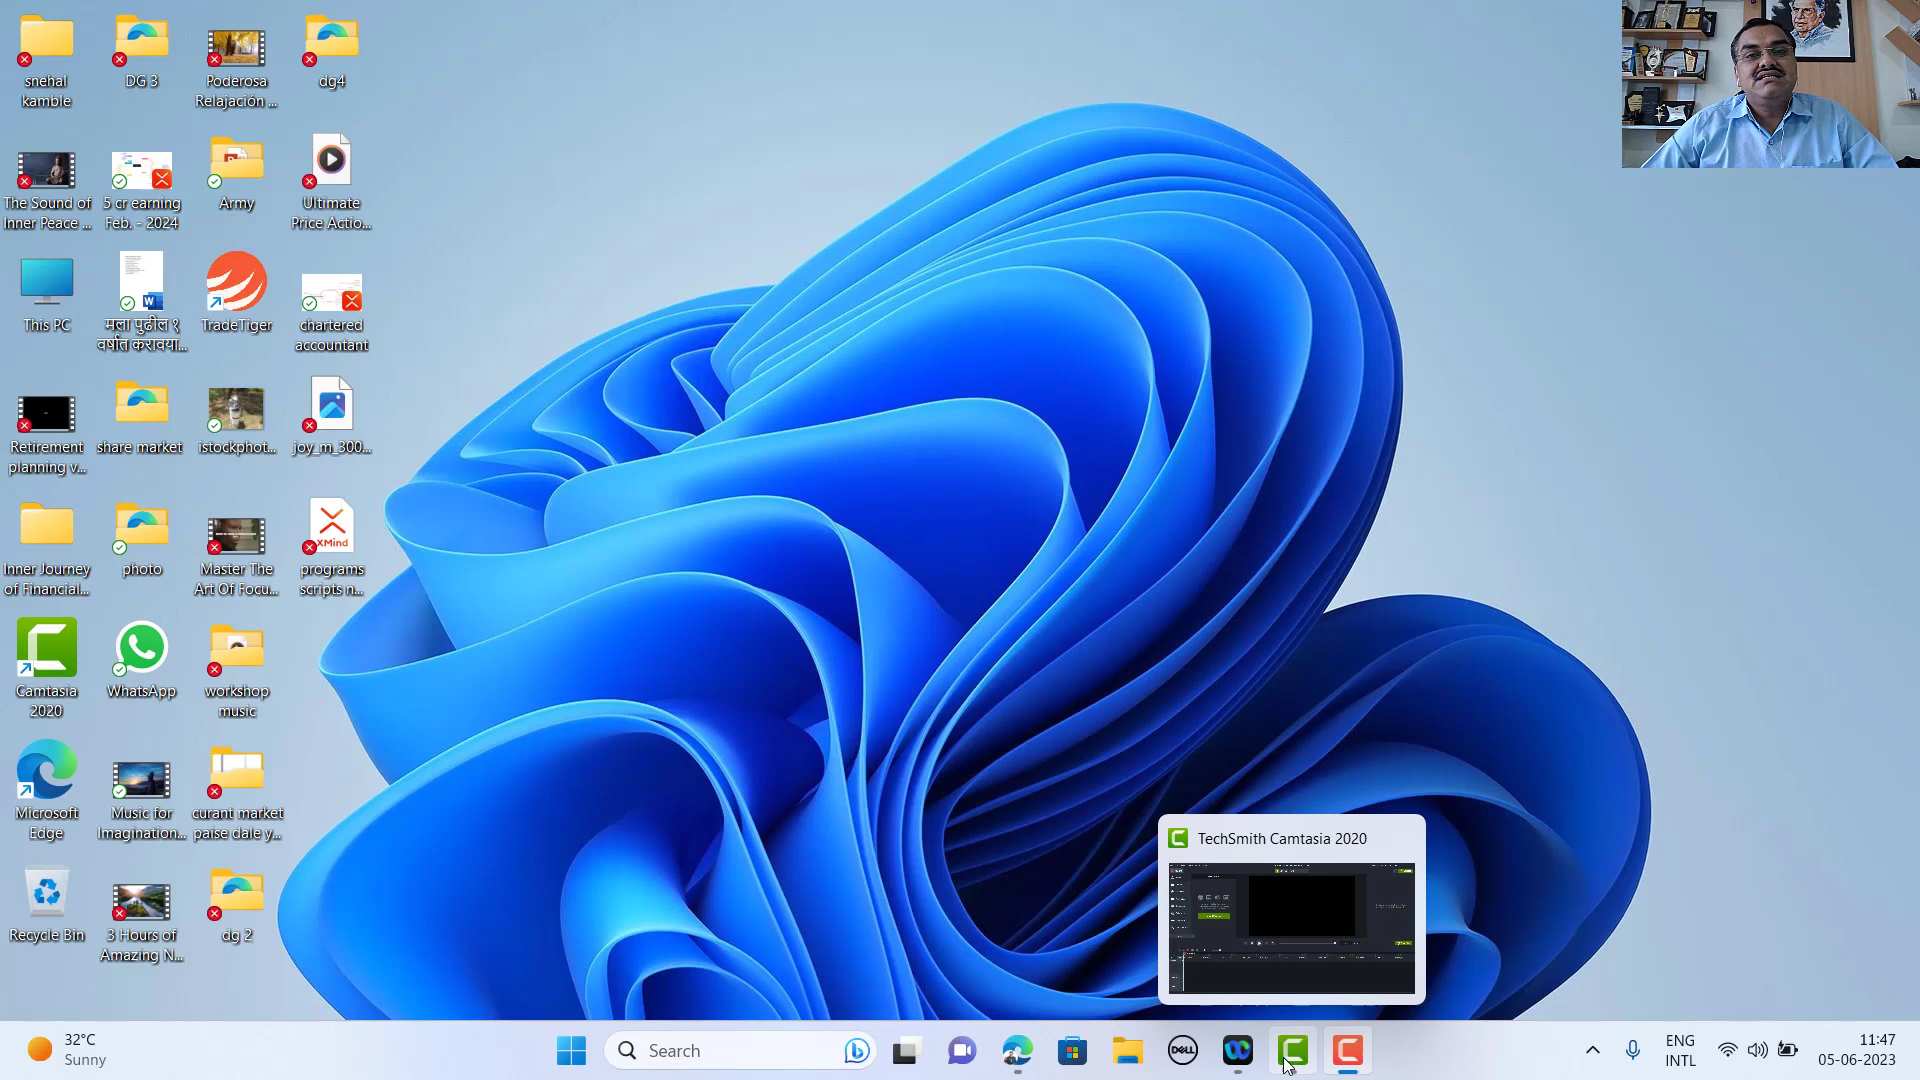 snehal
kamble
DG 3
Poderosa
Relajación ...
dg4
The Sound of
Inner Peace ...
5 cr earning
Feb. - 2024
Army
Ultimate
Price Actio...
This PC
मला पुढील १
वर्षात करावया...
TradeTiger
chartered
accountant
Retirement
planning v...
share market
istockphot...
joy_m_300...
Inner Journey
of Financial...
photo
Master The
Art Of Focu...
XMind
programs
scripts n...
Camtasia
2020
WhatsApp
workshop
music
Microsoft
Edge
Music for
Imagination...
curant market
paise dale y...
Recycle Bin
3 Hours of
Amazing N...
dg 2
TechSmith Camtasia 2020
32°C
Sunny
Search
DELL
ENG
INTL
11:47
05-06-2023